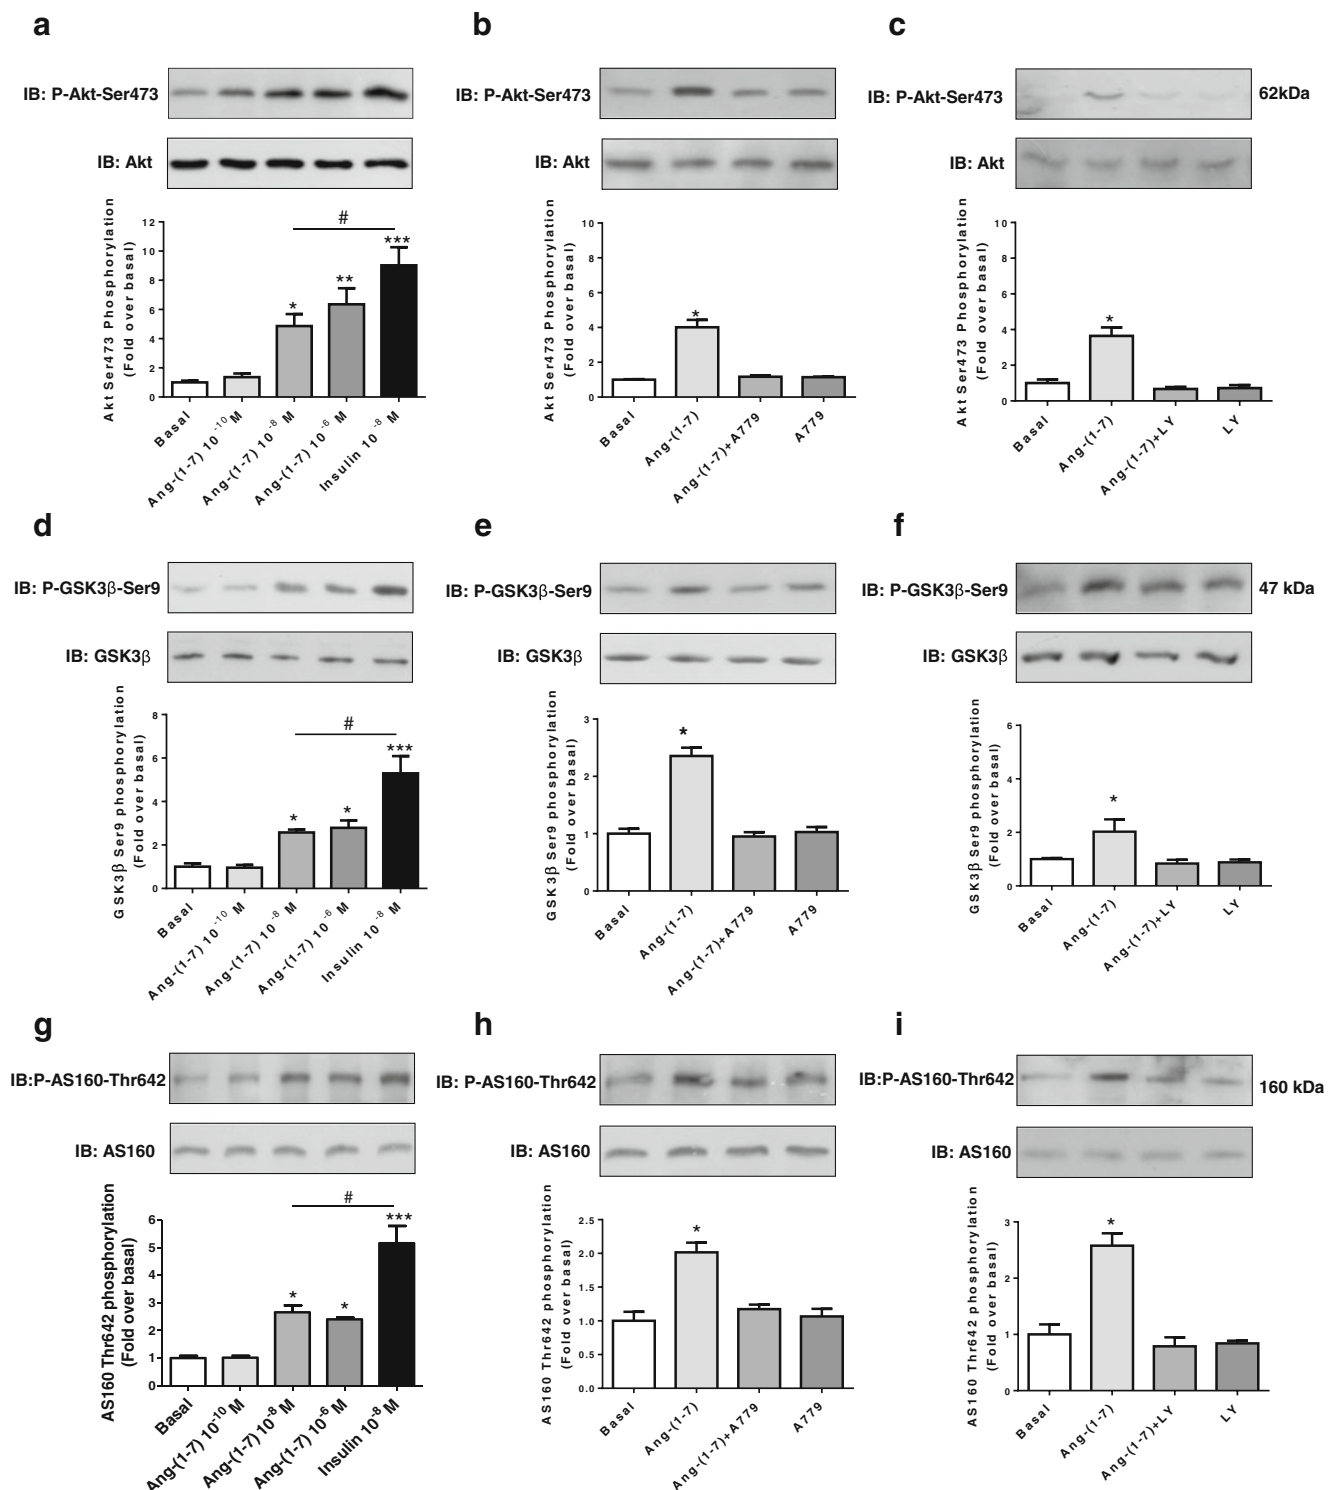 a
IB: P-Akt-Ser473
IB: Akt
Akt Ser473 Phosphorylation
(Fold over basal)
12
10
8
6
4
2
0
#
*
**
***
Basal
Ang-(1-7) 10⁻¹⁰ M
Ang-(1-7) 10⁻⁸ M
Ang-(1-7) 10⁻⁶ M
Insulin 10⁻⁸ M
b
IB: P-Akt-Ser473
IB: Akt
Akt Ser473 Phosphorylation
(Fold over basal)
10
8
6
4
2
0
*
Basal
Ang-(1-7)
Ang-(1-7)+A779
A779
c
IB: P-Akt-Ser473
62kDa
IB: Akt
Akt Ser473 Phosphorylation
(Fold over basal)
10
8
6
4
2
0
*
Basal
Ang-(1-7)
Ang-(1-7)+LY
LY
d
IB: P-GSK3β-Ser9
IB: GSK3β
GSK3β Ser9 phosphorylation
(Fold over basal)
8
6
4
2
0
#
*
*
***
Basal
Ang-(1-7) 10⁻¹⁰ M
Ang-(1-7) 10⁻⁸ M
Ang-(1-7) 10⁻⁶ M
Insulin 10⁻⁸ M
e
IB: P-GSK3β-Ser9
IB: GSK3β
GSK3β Ser9 phosphorylation
(Fold over basal)
3
2
1
0
*
Basal
Ang-(1-7)
Ang-(1-7)+A779
A779
f
IB: P-GSK3β-Ser9
47 kDa
IB: GSK3β
GSK3β Ser9 phosphorylation
(Fold over basal)
6
4
2
0
*
Basal
Ang-(1-7)
Ang-(1-7)+LY
LY
g
IB:P-AS160-Thr642
IB: AS160
AS160 Thr642 phosphorylation
(Fold over basal)
6
5
4
3
2
1
0
#
*
*
***
Basal
Ang-(1-7) 10⁻¹⁰ M
Ang-(1-7) 10⁻⁸ M
Ang-(1-7) 10⁻⁶ M
Insulin 10⁻⁸ M
h
IB: P-AS160-Thr642
IB: AS160
AS160 Thr642 phosphorylation
(Fold over basal)
2.5
2.0
1.5
1.0
0.5
0.0
*
Basal
Ang-(1-7)
Ang-(1-7)+A779
A779
i
IB:P-AS160-Thr642
160 kDa
IB: AS160
AS160 Thr642 phosphorylation
(Fold over basal)
3
2
1
0
*
Basal
Ang-(1-7)
Ang-(1-7)+LY
LY